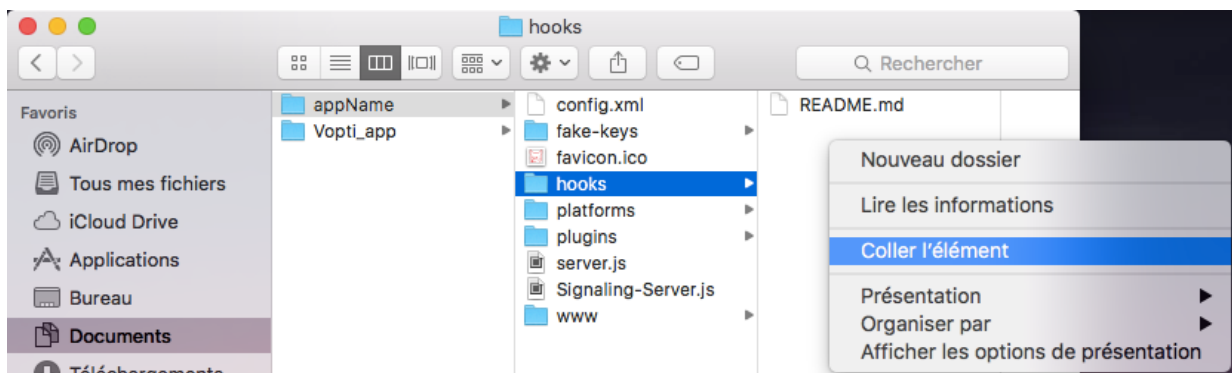 hooks
Rechercher
Favoris
AirDrop
Tous mes fichiers
iCloud Drive
Applications
Bureau
Documents
Téléchargements
appName
Vopti_app
config.xml
fake-keys
favicon.ico
hooks
platforms
plugins
server.js
Signaling-Server.js
www
README.md
Nouveau dossier
Lire les informations
Coller l’élément
Présentation
Organiser par
Afficher les options de présentation